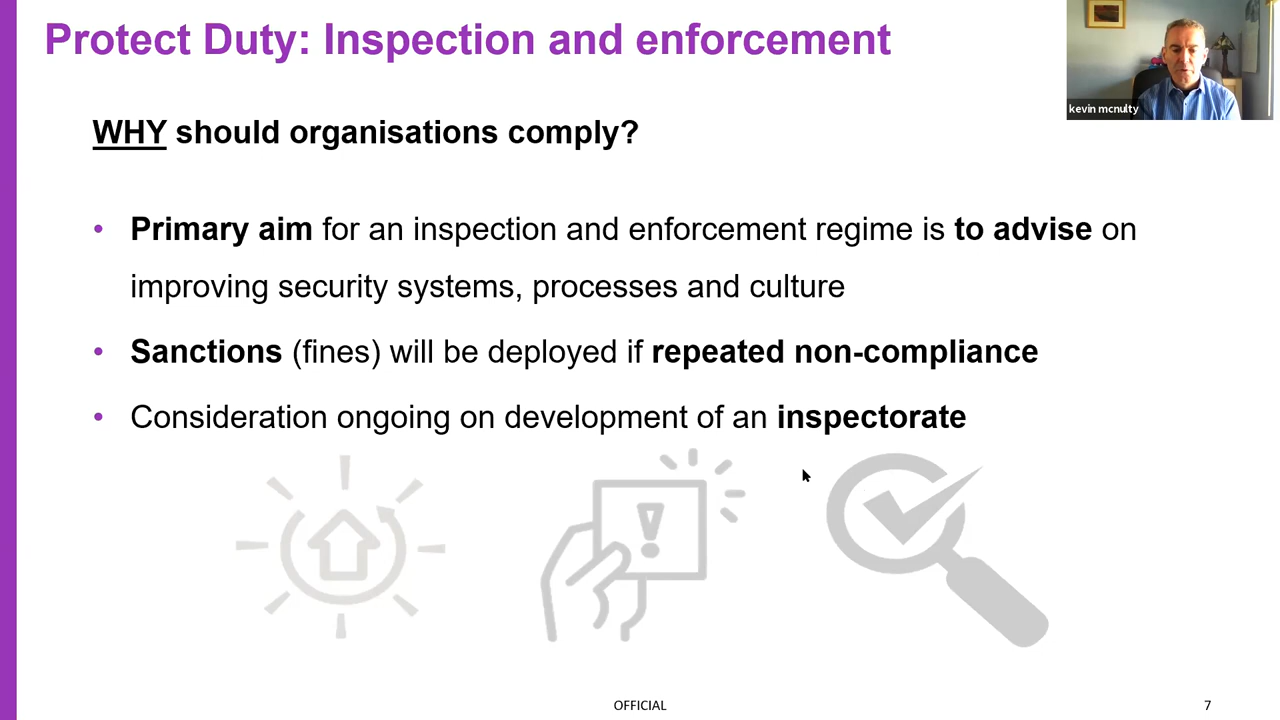 Protect Duty: Inspection and enforcement
kevin mcnulty
WHY should organisations comply?
• Primary aim for an inspection and enforcement regime is to advise on
improving security systems, processes and culture
• Sanctions (fines) will be deployed if repeated non-compliance
• Consideration ongoing on development of an inspectorate
!
OFFICIAL
7